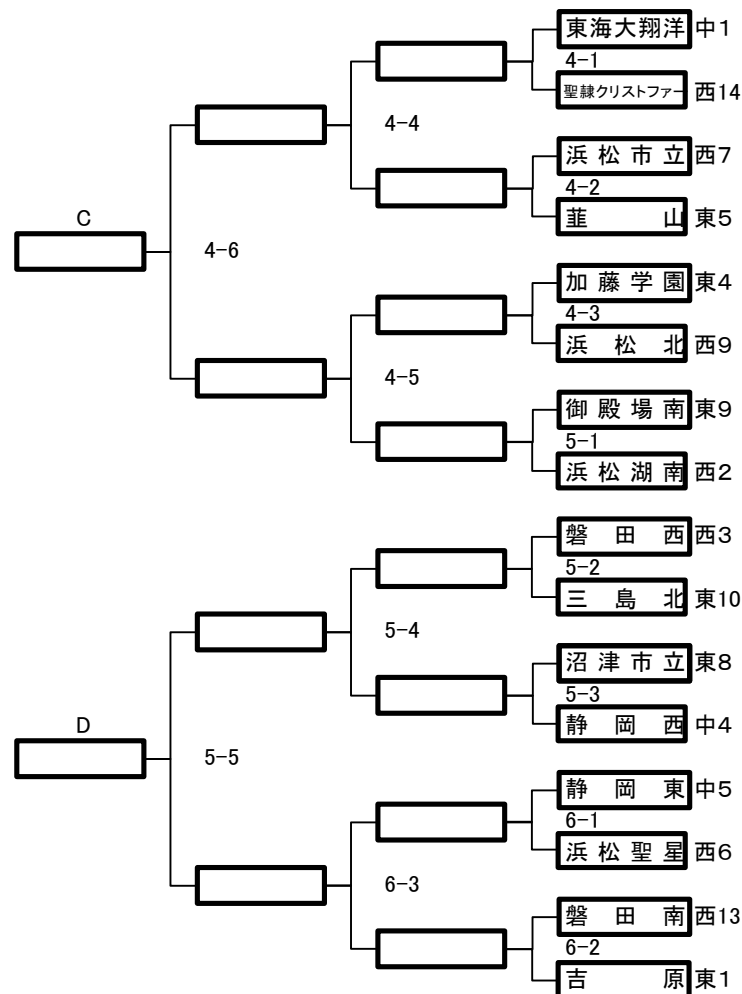 東海大翔洋 中1
4-1
聖隷クリストファー 西14
4-4
浜松市立 西7
4-2
韮山 東5
C
4-6
加藤学園 東4
4-3
浜松北 西9
4-5
御殿場南 東9
5-1
浜松湖南 西2
磐田西 西3
5-2
三島北 東10
5-4
沼津市立 東8
5-3
静岡西 中4
D
5-5
静岡東 中5
6-1
浜松聖星 西6
6-3
磐田南 西13
6-2
吉原 東1